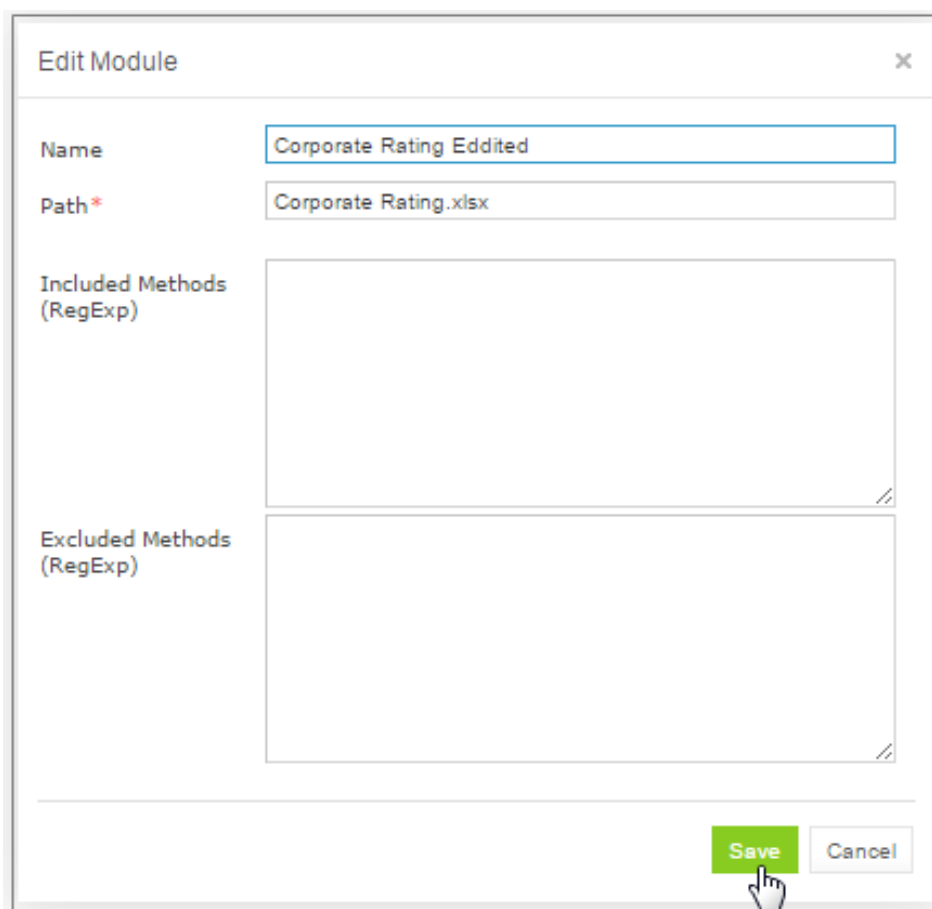 Edit Module
×
Name
Corporate Rating Eddited
Path*
Corporate Rating.xlsx
Included Methods
(RegExp)
Excluded Methods
(RegExp)
Save
Cancel